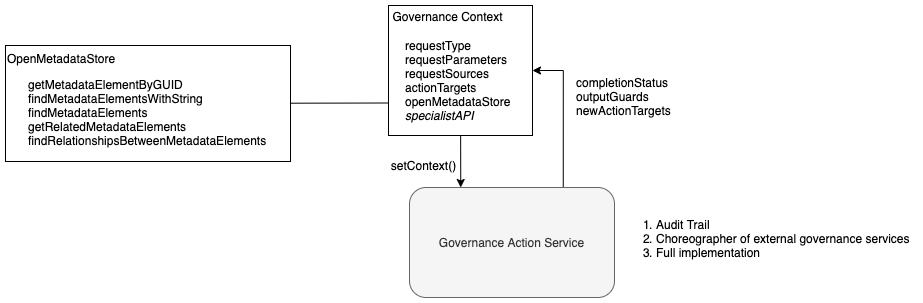 Governance Context
requestType
requestParameters
requestSources
actionTargets
openMetadataStore
specialistAPI
OpenMetadataStore
getMetadataElementByGUID
findMetadataElementsWithString
findMetadataElements
getRelatedMetadataElements
findRelationshipsBetweenMetadataElements
completionStatus
outputGuards
newActionTargets
setContext()
Governance Action Service
1. Audit Trail
2. Choreographer of external governance services
3. Full implementation